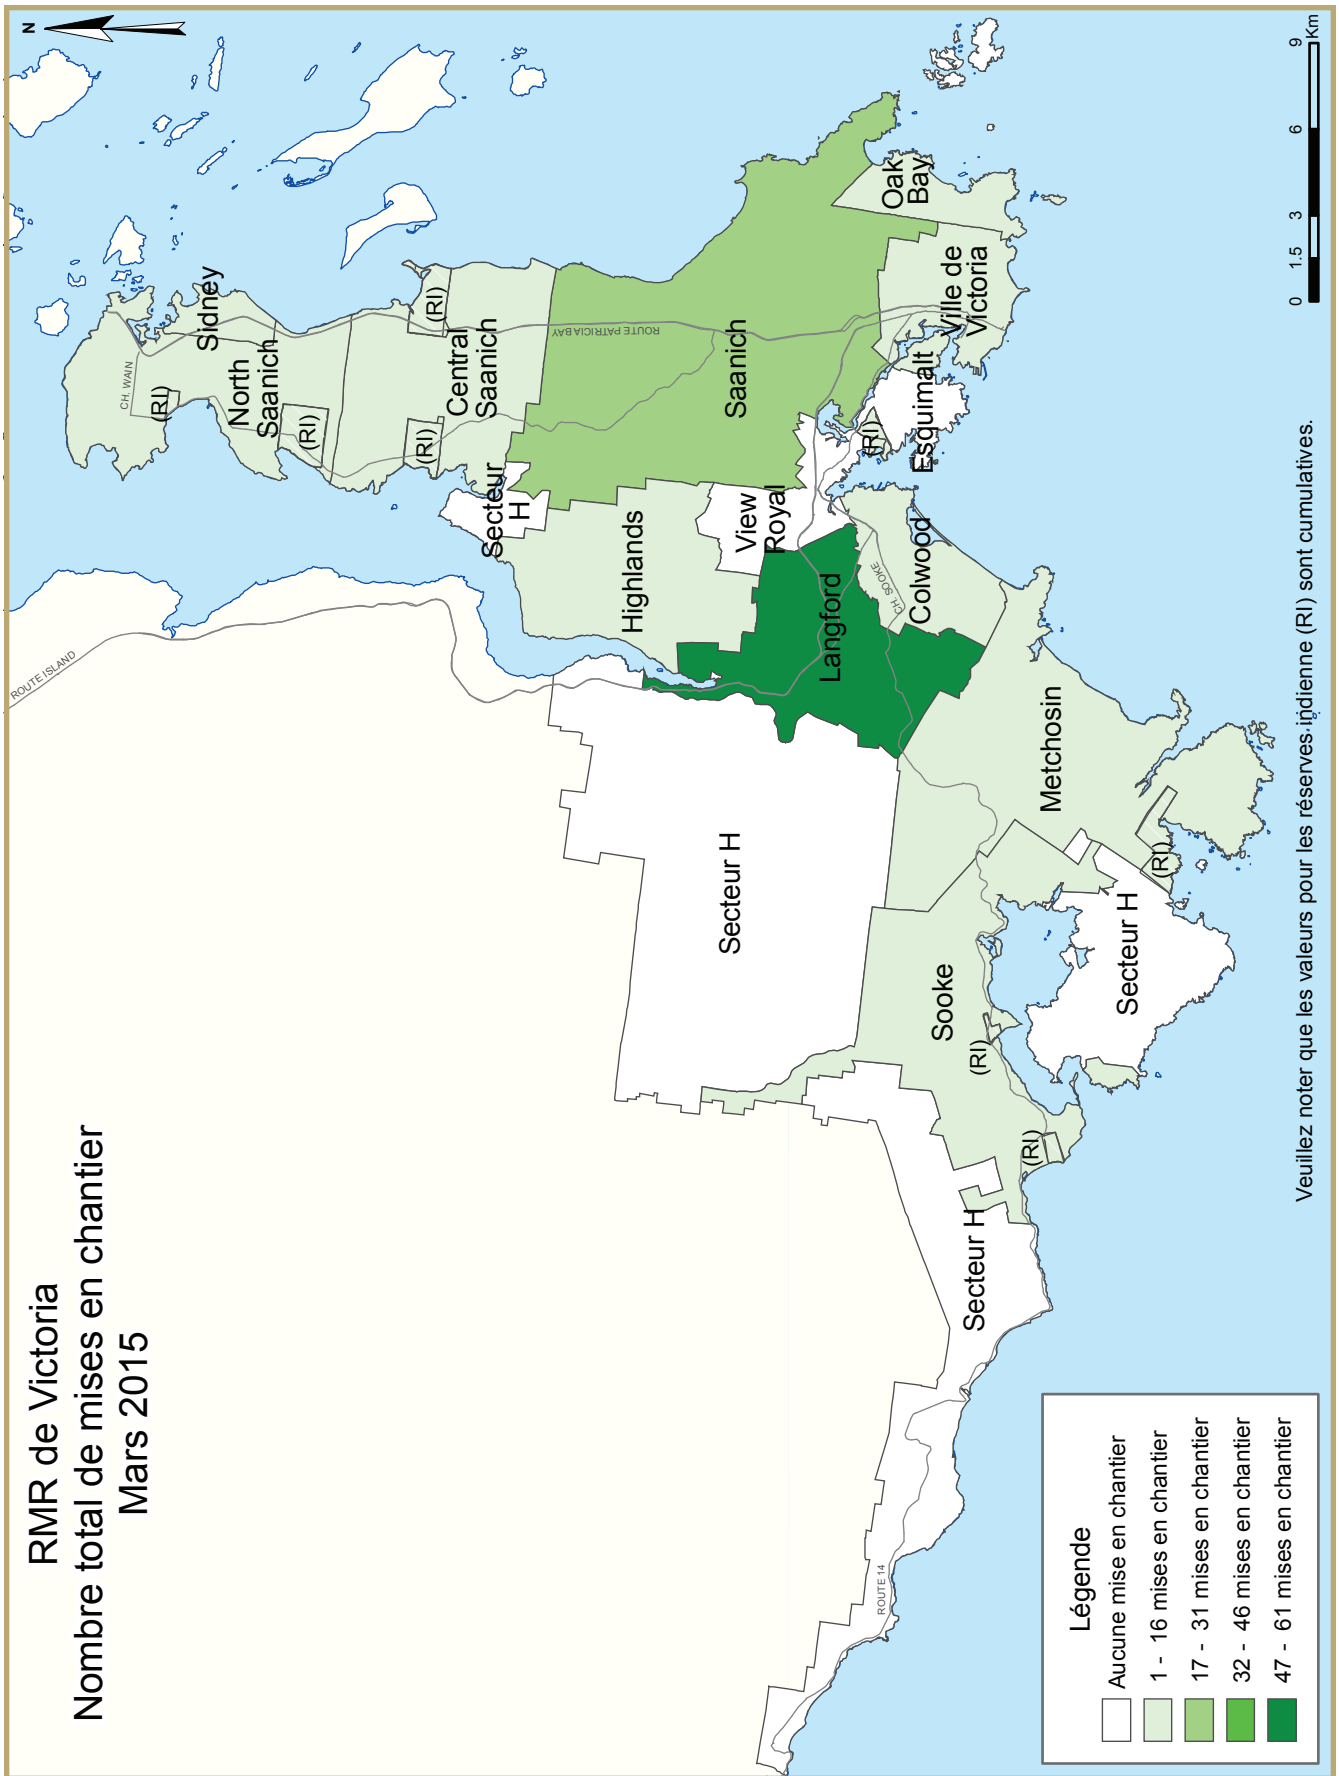 RMR de Victoria
Nombre total de mises en chantier
Mars 2015
N
ROUTE ISLAND
CH. WAIN
(RI)
Sidney
North
Saanich
(RI)
(RI)
Central
Saanich
(RI)
Secteur
H
ROUTE PATRICIA BAY
Highlands
Saanich
View
Royal
Oak
Bay
Ville de
Victoria
Esquimalt
(RI)
Langford
CH. SOOKE
Colwood
Secteur H
Metchosin
(RI)
Secteur H
Sooke
(RI)
(RI)
Secteur H
ROUTE 14
Légende
Aucune mise en chantier
1 - 16 mises en chantier
17 - 31 mises en chantier
32 - 46 mises en chantier
47 - 61 mises en chantier
Veuillez noter que les valeurs pour les réserves indienne (RI) sont cumulatives.
0 1.5 3 6 9
Km